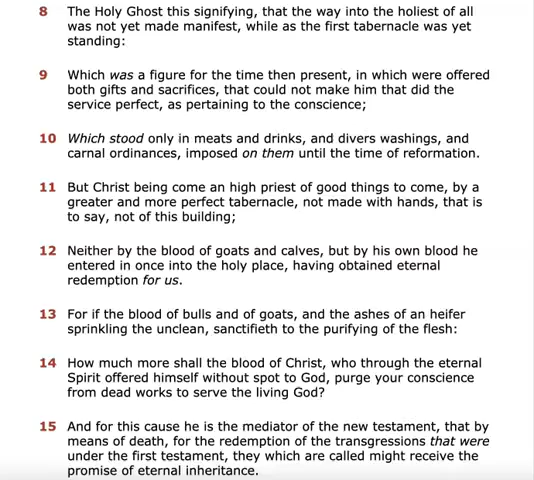 8 The Holy Ghost this signifying, that the way into the holiest of all
was not yet made manifest, while as the first tabernacle was yet
standing:
9 Which was a figure for the time then present, in which were offered
both gifts and sacrifices, that could not make him that did the
service perfect, as pertaining to the conscience;
10 Which stood only in meats and drinks, and divers washings, and
carnal ordinances, imposed on them until the time of reformation.
11 But Christ being come an high priest of good things to come, by a
greater and more perfect tabernacle, not made with hands, that is
to say, not of this building;
12 Neither by the blood of goats and calves, but by his own blood he
entered in once into the holy place, having obtained eternal
redemption for us.
13 For if the blood of bulls and of goats, and the ashes of an heifer
sprinkling the unclean, sanctifieth to the purifying of the flesh:
14 How much more shall the blood of Christ, who through the eternal
Spirit offered himself without spot to God, purge your conscience
from dead works to serve the living God?
15 And for this cause he is the mediator of the new testament, that by
means of death, for the redemption of the transgressions that were
under the first testament, they which are called might receive the
promise of eternal inheritance.